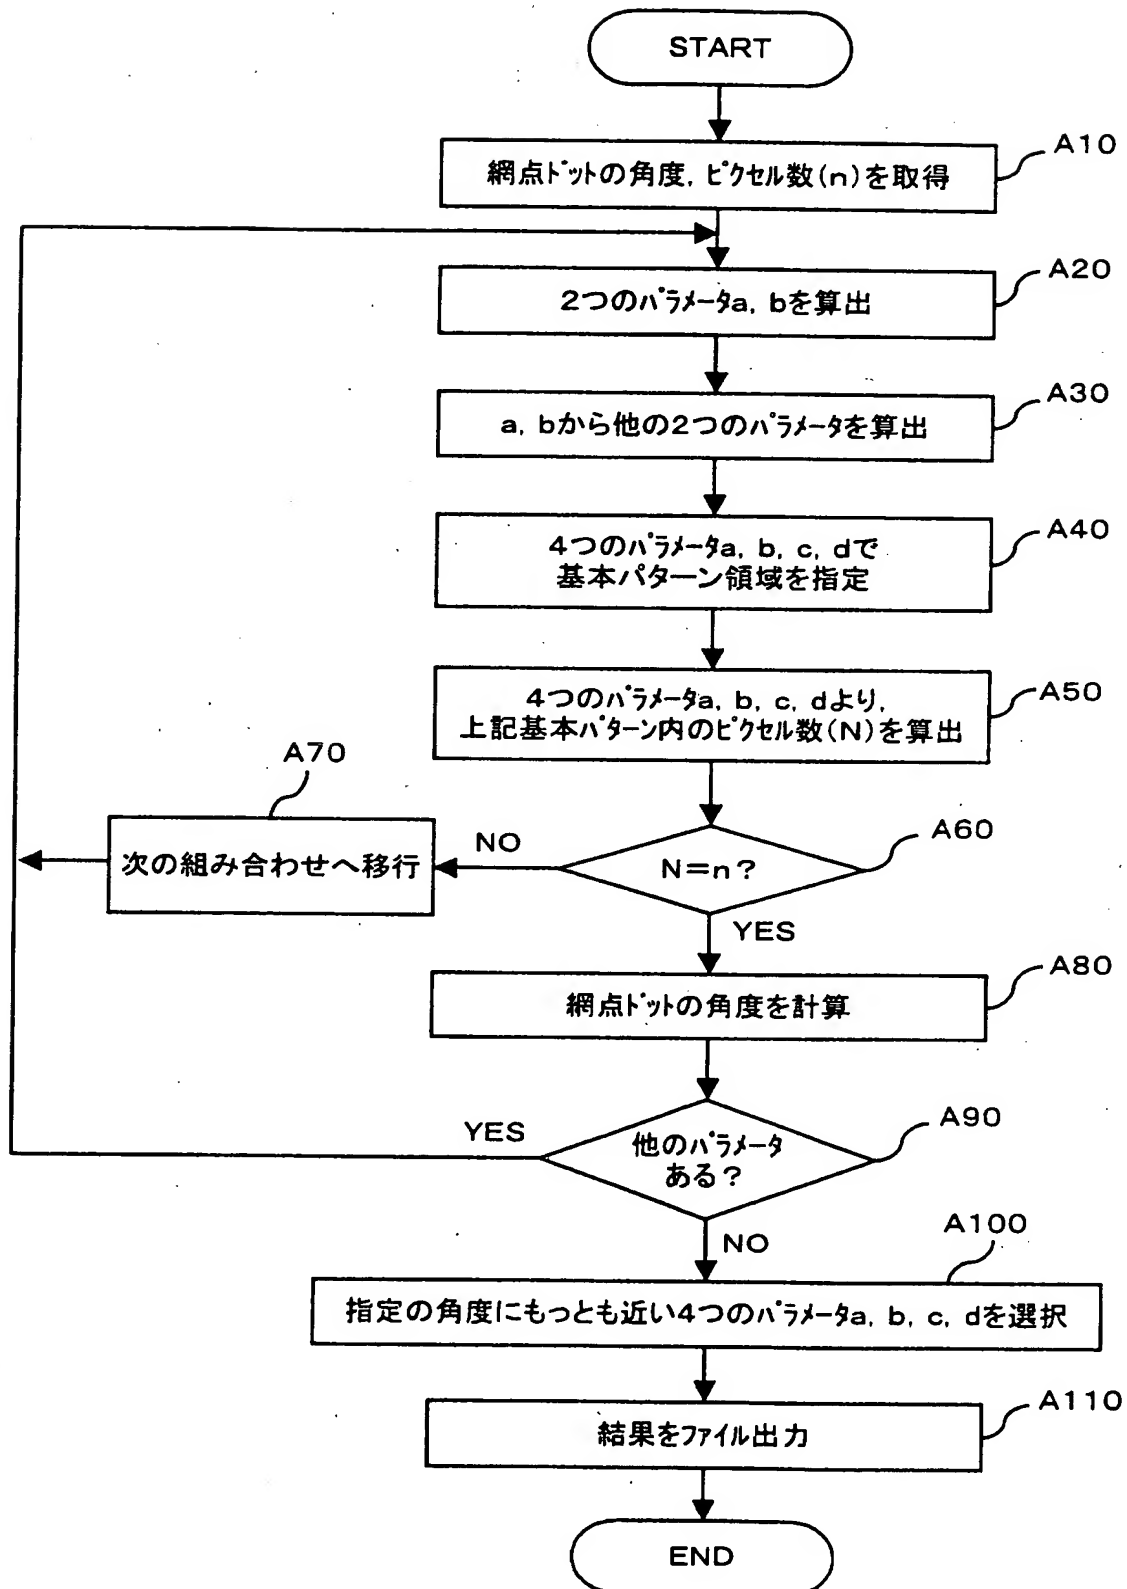 START
A10
網点ドットの角度, ピクセル数(n)を取得
A20
2つのパラメータa, bを算出
A30
a, bから他の2つのパラメータを算出
A40
4つのパラメータa, b, c, dで
基本パターン領域を指定
A50
4つのパラメータa, b, c, dより,
上記基本パターン内のピクセル数(N)を算出
A70
次の組み合わせへ移行
NO
A60
N=n?
YES
A80
網点ドットの角度を計算
YES
A90
他のパラメータ
ある?
NO
A100
指定の角度にもっとも近い4つのパラメータa, b, c, dを選択
A110
結果をファイル出力
END